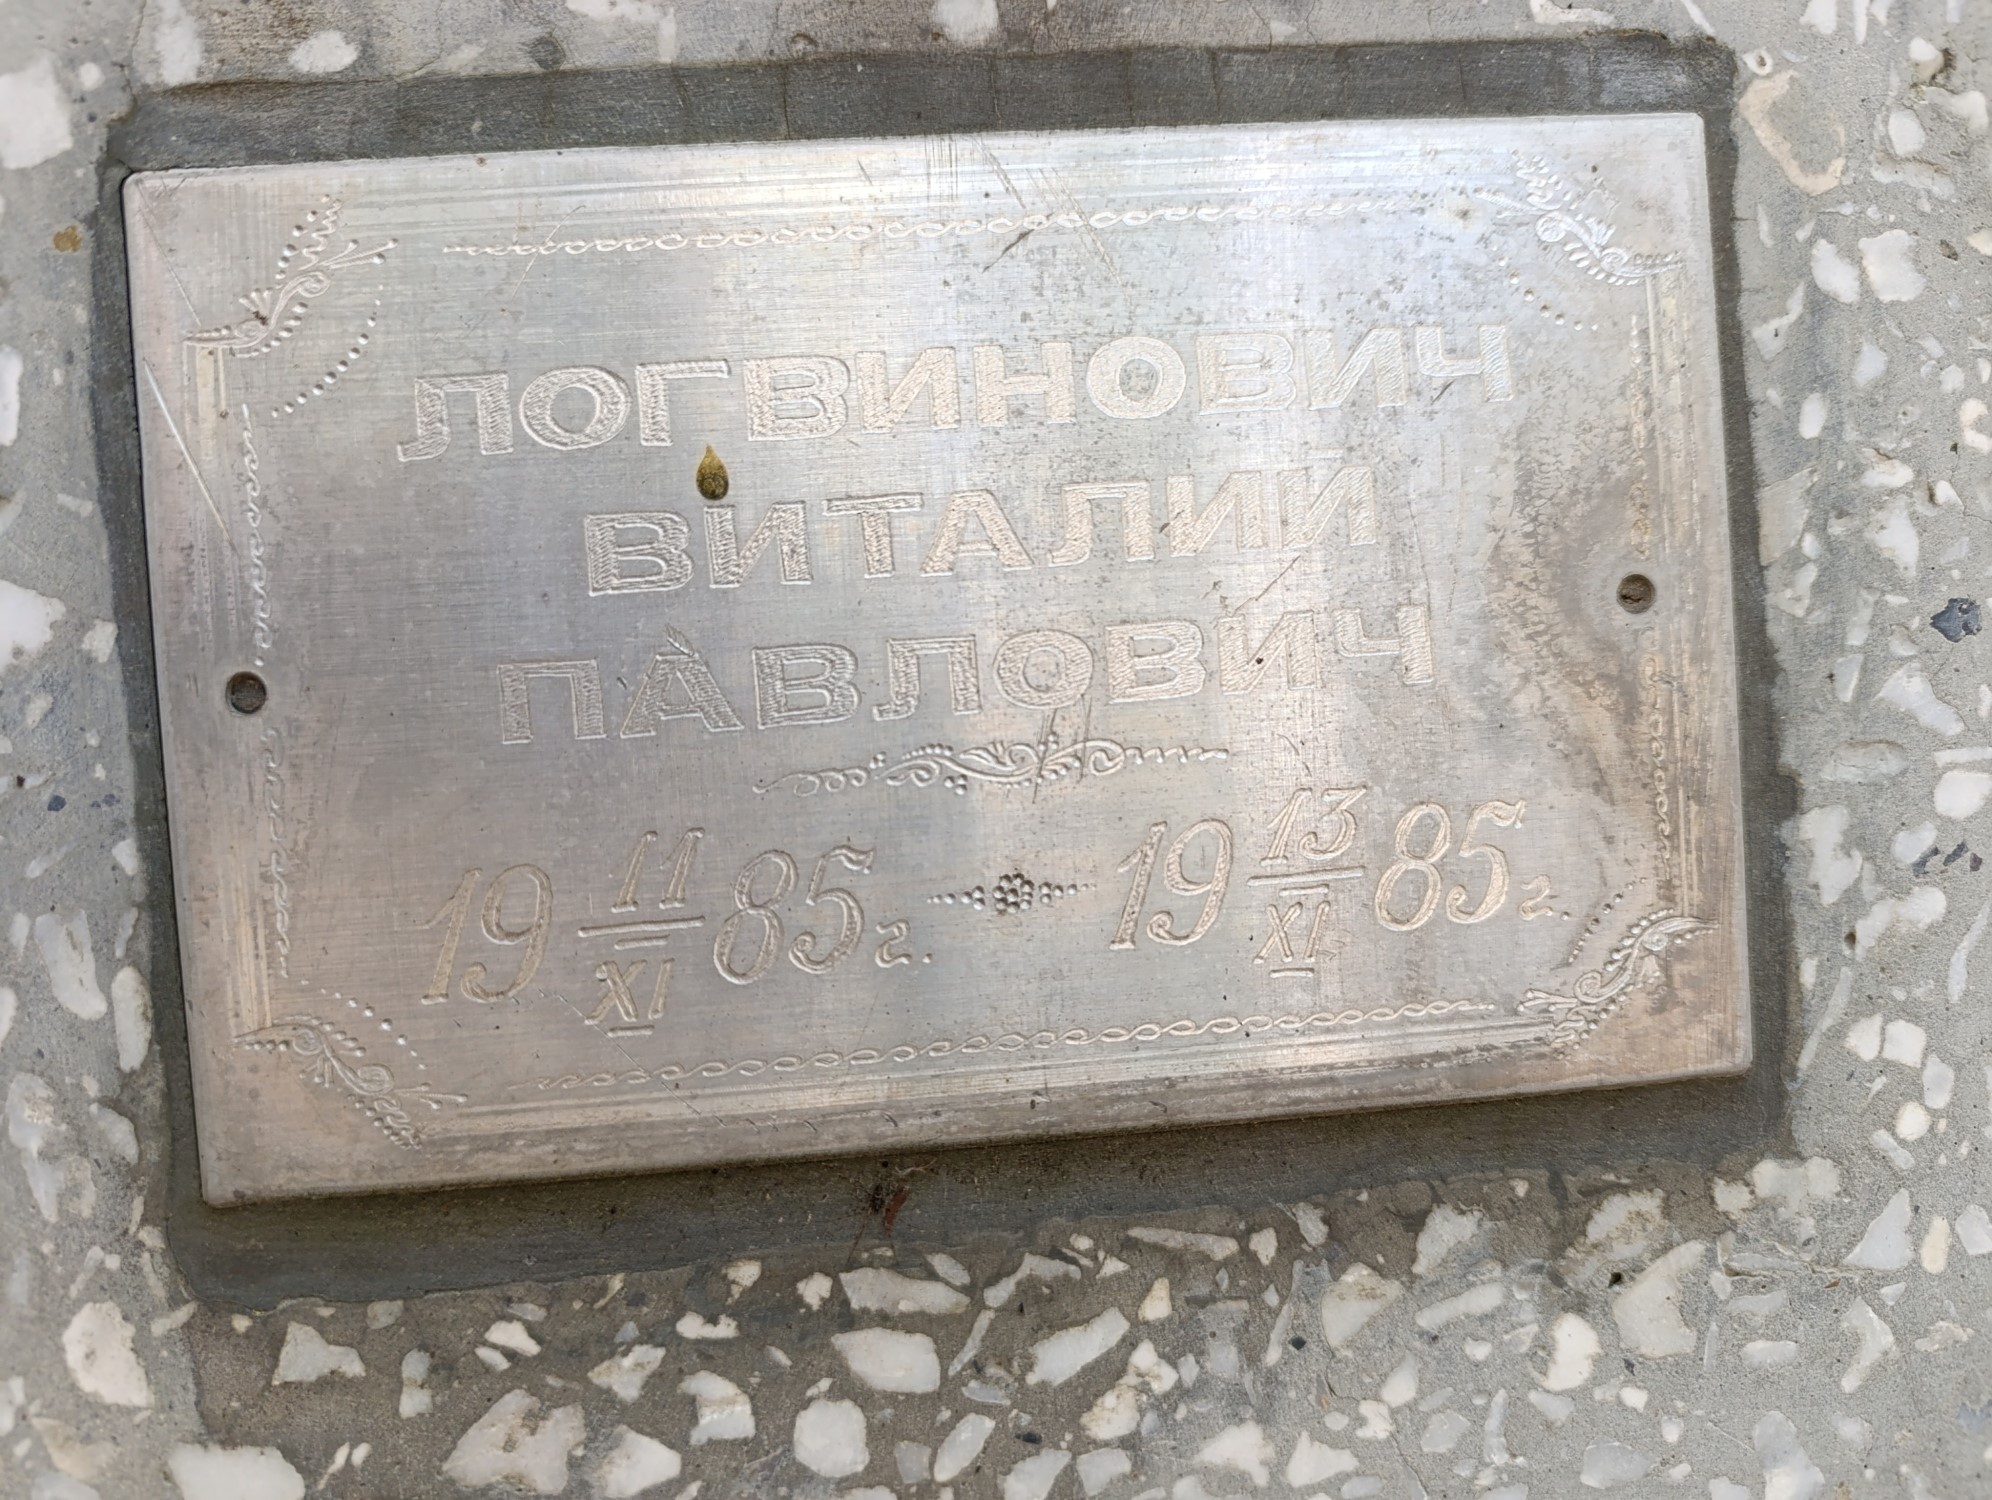 ЛОГВИНОВИЧ
ВИТАЛИЙ
ПАВЛОВИЧ
19 11/XI 85 г. 19 13/XI 85 г.